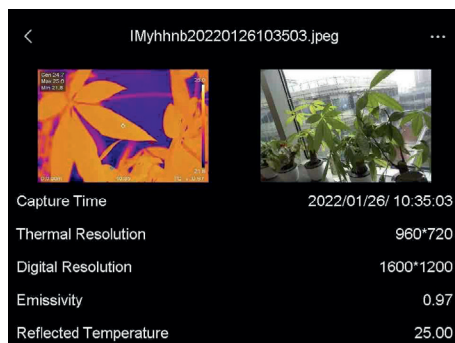 IMyhhnb20220126103503.jpeg
Cen 24.7
Max 25.0
Min 21.8
Capture Time 2022/01/26/ 10:35:03
Thermal Resolution 960*720
Digital Resolution 1600*1200
Emissivity 0.97
Reflected Temperature 25.00